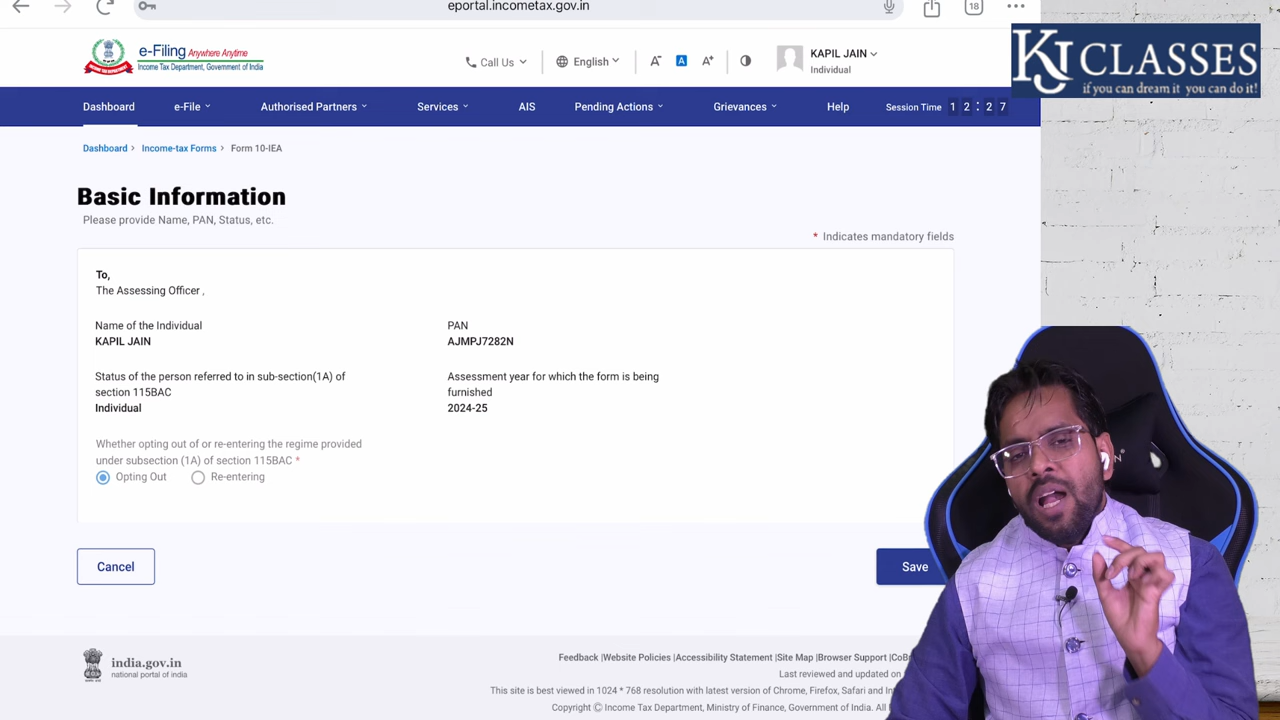 eportal.incometax.gov.in
18
e-Filing Anywhere Anytime
Income Tax Department, Government of India
Call Us
English
A
A
A
KAPIL JAIN
Individual
KJ CLASSES
if you can dream it you can do it!
Dashboard
e-File
Authorised Partners
Services
AIS
Pending Actions
Grievances
Help
Session Time 1 2 : 2 7
Dashboard > Income-tax Forms > Form 10-IEA
Basic Information
Please provide Name, PAN, Status, etc.
* Indicates mandatory fields
To,
The Assessing Officer ,
Name of the Individual
KAPIL JAIN
PAN
AJMPJ7282N
Status of the person referred to in sub-section(1A) of
section 115BAC
Individual
Assessment year for which the form is being
furnished
2024-25
Whether opting out of or re-entering the regime provided
under subsection (1A) of section 115BAC *
Opting Out
Re-entering
Cancel
Save
india.gov.in
national portal of india
Feedback |Website Policies |Accessibility Statement |Site Map |Browser Support |
Last reviewed and updated on
This site is best viewed in 1024 * 768 resolution with latest version of Chrome, Firefox, Safari and
Copyright © Income Tax Department, Ministry of Finance, Government of India. All